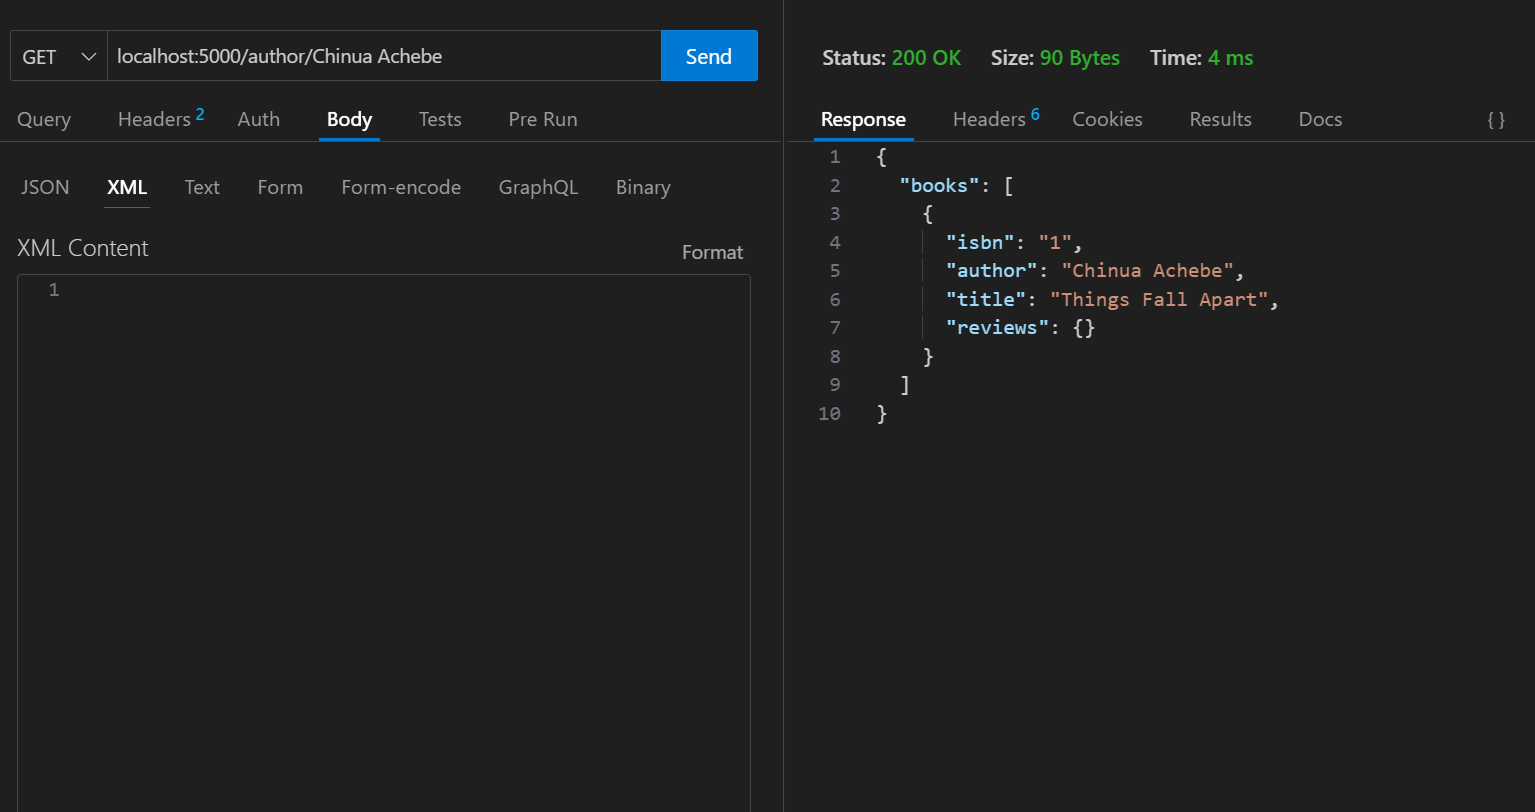 GET localhost:5000/author/Chinua Achebe Send
Query Headers 2 Auth Body Tests Pre Run
JSON XML Text Form Form-encode GraphQL Binary
XML Content Format
1
Status: 200 OK Size: 90 Bytes Time: 4 ms
Response Headers 6 Cookies Results Docs { }
1 {
2 "books": [
3 {
4 "isbn": "1",
5 "author": "Chinua Achebe",
6 "title": "Things Fall Apart",
7 "reviews": {}
8 }
9 ]
10 }